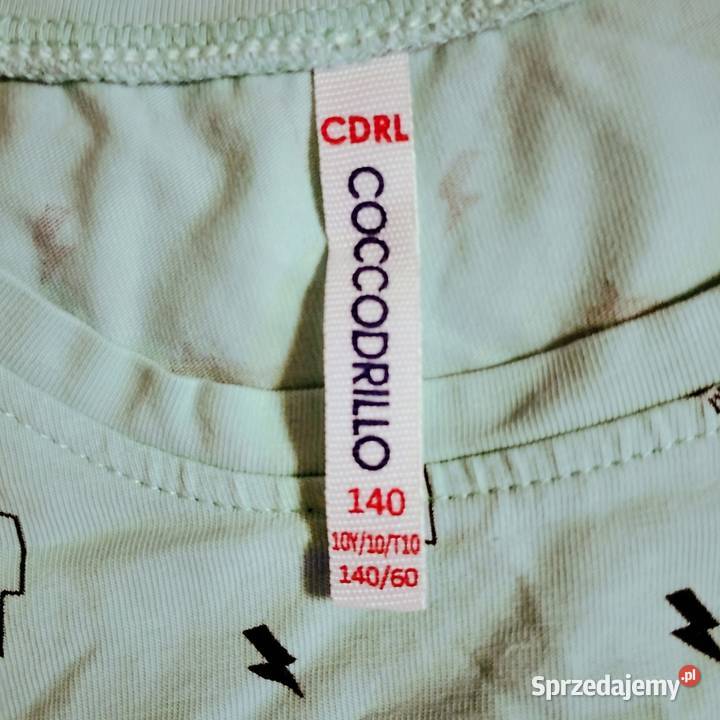 CDRL
COCCODRILLO
140
10Y/10/T10
140/60
Sprzedajemy.pl